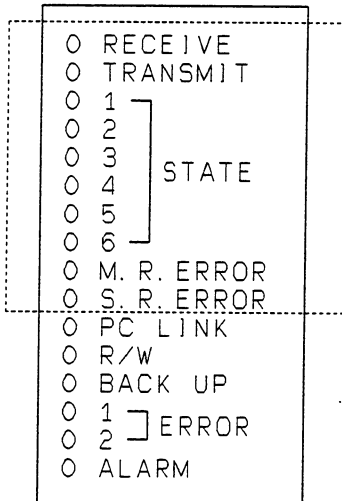 RECEIVE
TRANSMIT
1
2
3
STATE
4
5
6
M. R. ERROR
S. R. ERROR
PC LINK
R/W
BACK UP
1
ERROR
2
ALARM